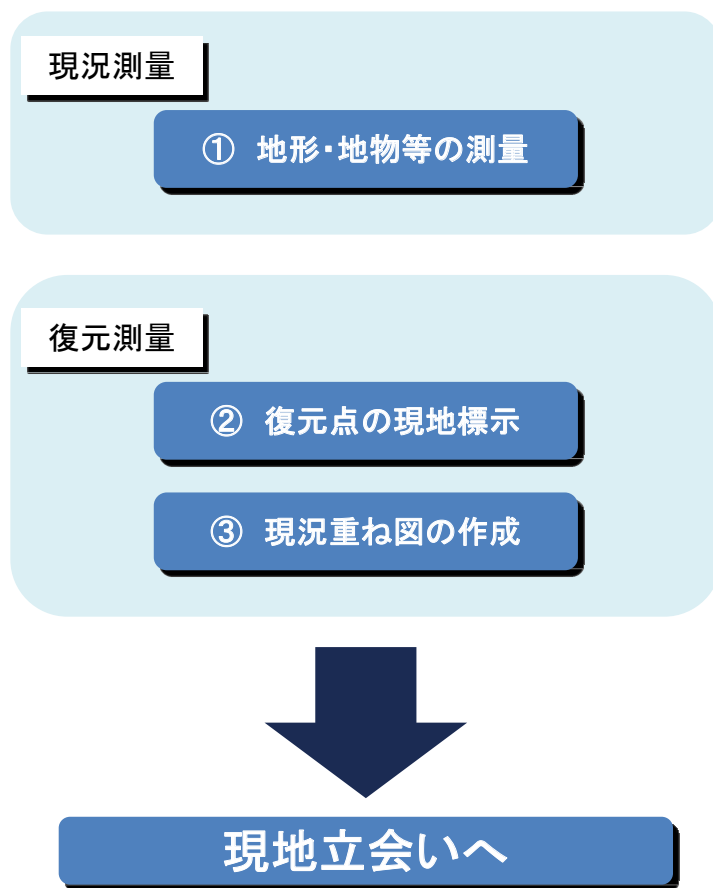 現況測量
① 地形・地物等の測量
復元測量
② 復元点の現地標示
③ 現況重ね図の作成
現地立会いへ